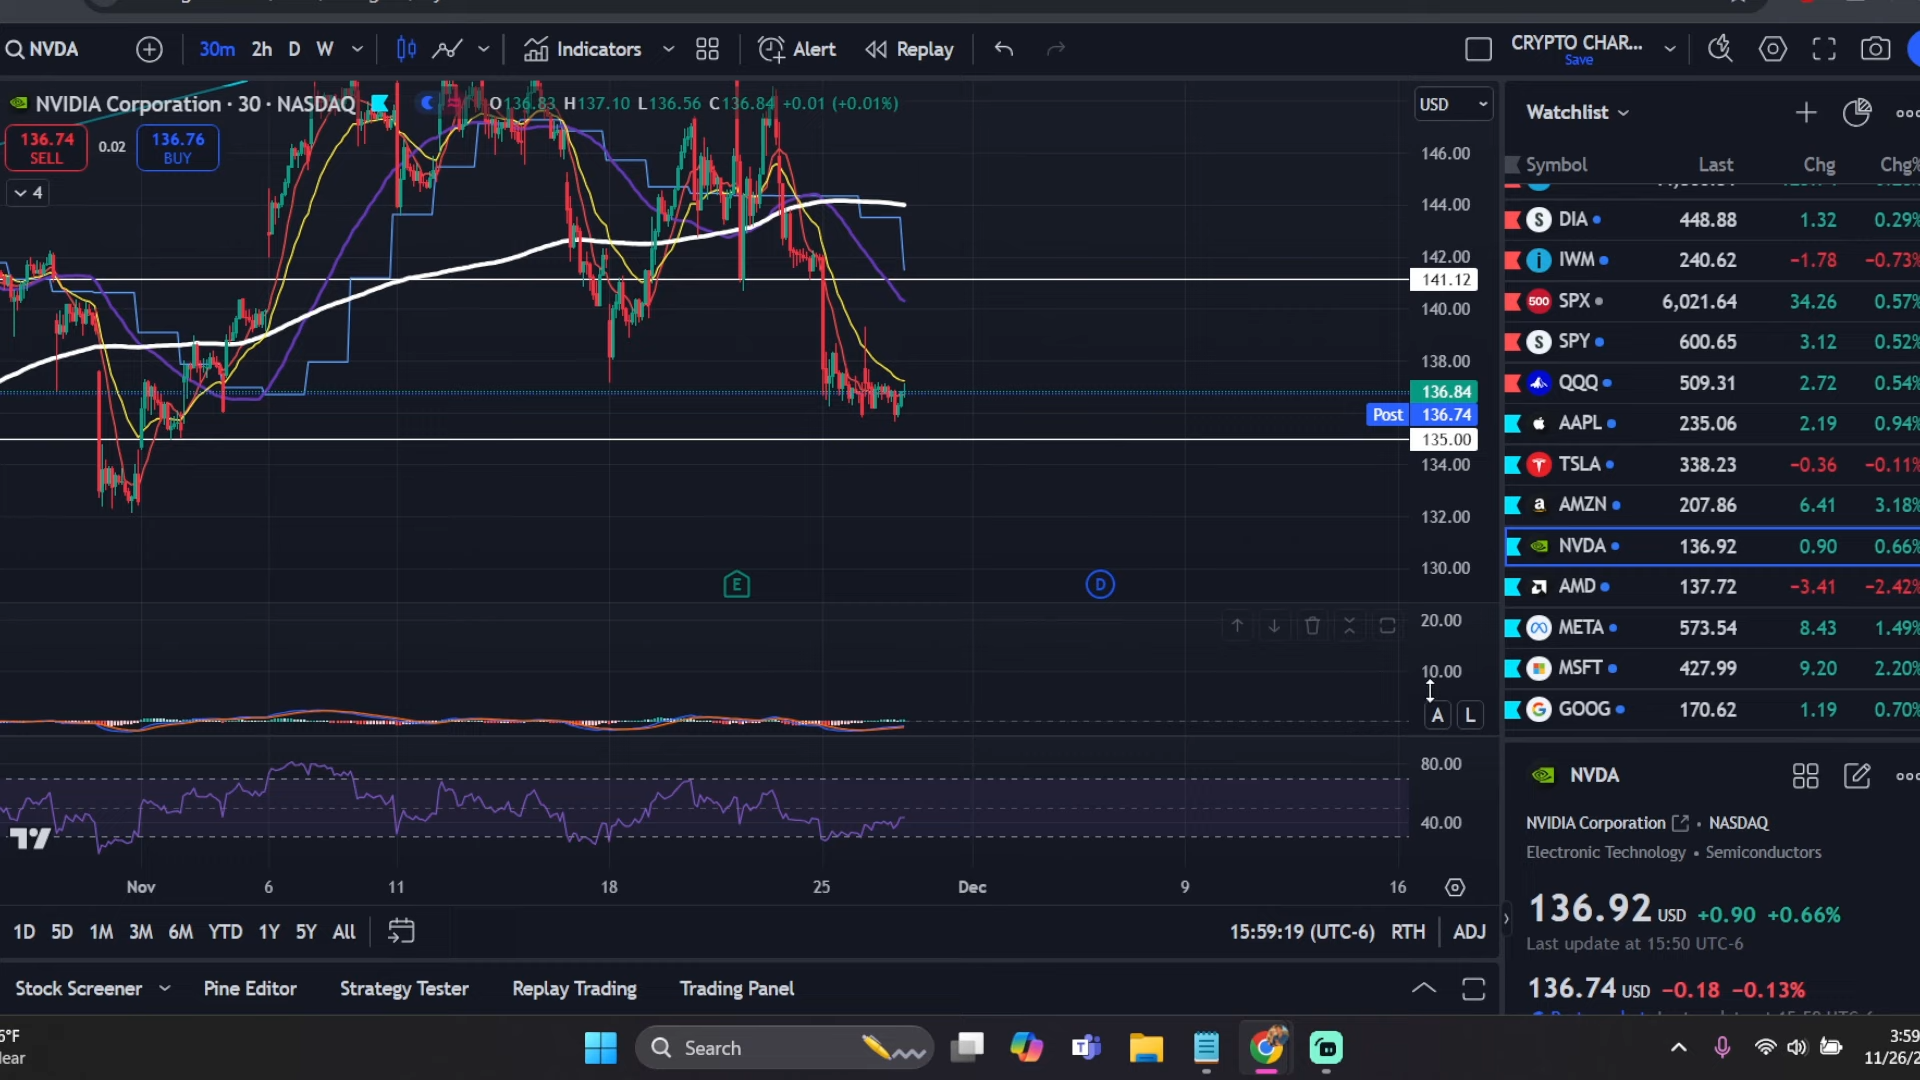 NVDA
30m 2h D W
Indicators
Alert
Replay
CRYPTO CHAR...
Save
NVIDIA Corporation · 30 · NASDAQ
O136.83 H137.10 L136.56 C136.84 +0.01 (+0.01%)
136.74
SELL
0.02
136.76
BUY
4
USD
146.00
144.00
142.00
141.12
140.00
138.00
136.84
Post 136.74
135.00
134.00
132.00
130.00
E
D
20.00
10.00
A L
80.00
40.00
Nov 6 11 18 25 Dec 9 16
1D 5D 1M 3M 6M YTD 1Y 5Y All
15:59:19 (UTC-6) RTH ADJ
Stock Screener Pine Editor Strategy Tester Replay Trading Trading Panel
Watchlist
Symbol Last Chg Chg%
DIA 448.88 1.32 0.29%
IWM 240.62 −1.78 −0.73%
500 SPX 6,021.64 34.26 0.57%
SPY 600.65 3.12 0.52%
QQQ 509.31 2.72 0.54%
AAPL 235.06 2.19 0.94%
TSLA 338.23 −0.36 −0.11%
AMZN 207.86 6.41 3.18%
NVDA 136.92 0.90 0.66%
AMD 137.72 −3.41 −2.42%
META 573.54 8.43 1.49%
MSFT 427.99 9.20 2.20%
GOOG 170.62 1.19 0.70%
NVDA
NVIDIA Corporation • NASDAQ
Electronic Technology • Semiconductors
136.92 USD +0.90 +0.66%
Last update at 15:50 UTC-6
136.74 USD −0.18 −0.13%
Search
3:59
11/26/2